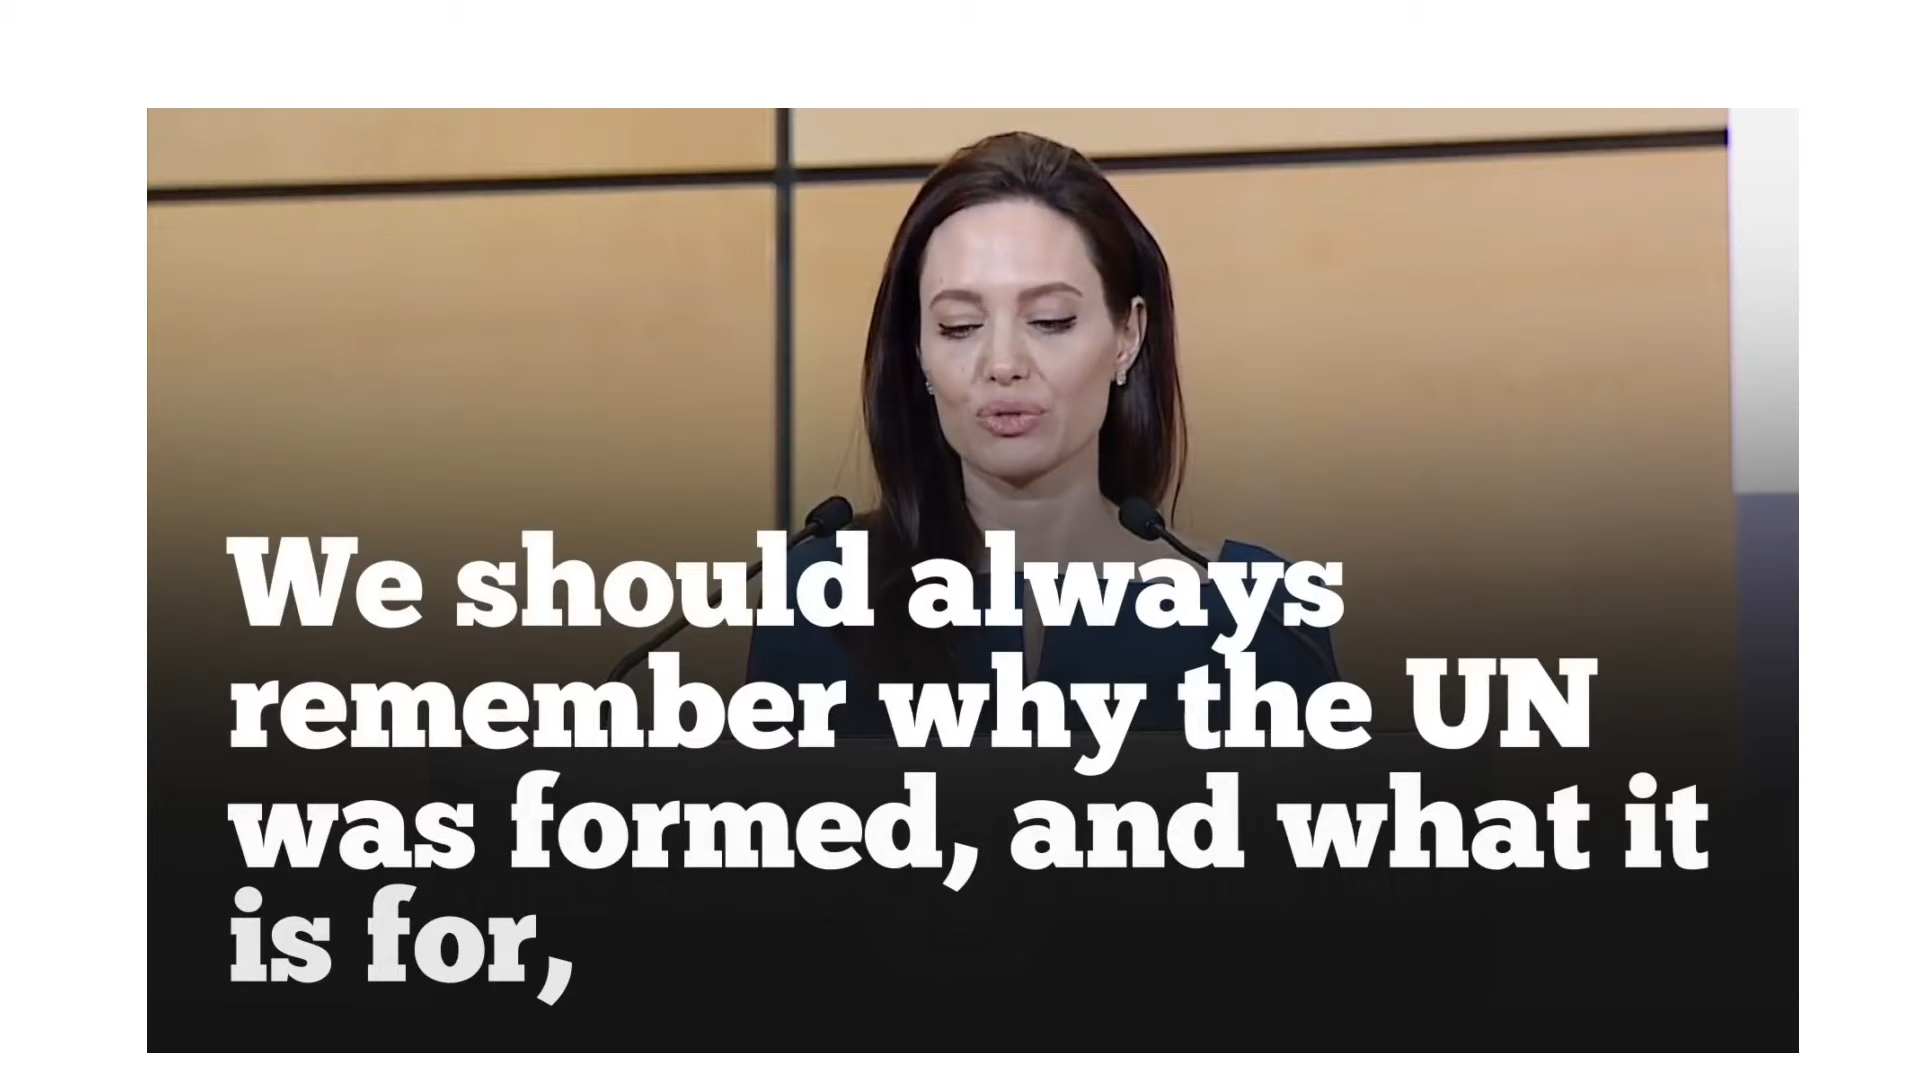 We should always
remember why the UN
was formed, and what it
is for,